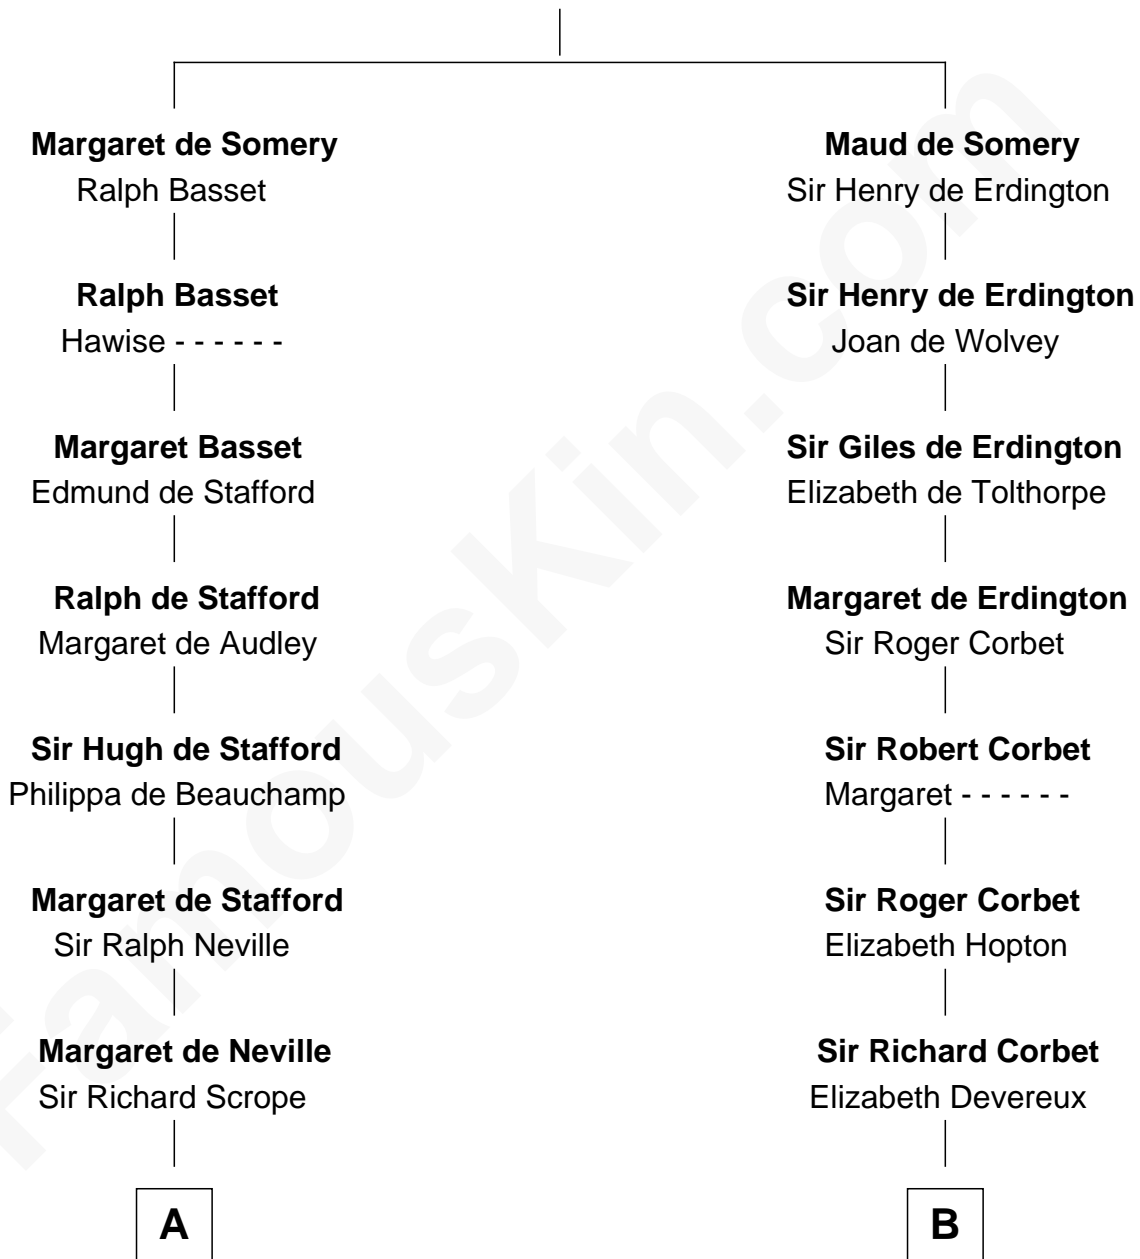 Margaret de Somery
Ralph Basset
Ralph Basset
Hawise - - - - - -
Margaret Basset
Edmund de Stafford
Ralph de Stafford
Margaret de Audley
Sir Hugh de Stafford
Philippa de Beauchamp
Margaret de Stafford
Sir Ralph Neville
Margaret de Neville
Sir Richard Scrope
A
Maud de Somery
Sir Henry de Erdington
Sir Henry de Erdington
Joan de Wolvey
Sir Giles de Erdington
Elizabeth de Tolthorpe
Margaret de Erdington
Sir Roger Corbet
Sir Robert Corbet
Margaret - - - - - -
Sir Roger Corbet
Elizabeth Hopton
Sir Richard Corbet
Elizabeth Devereux
B
FamousKin.com